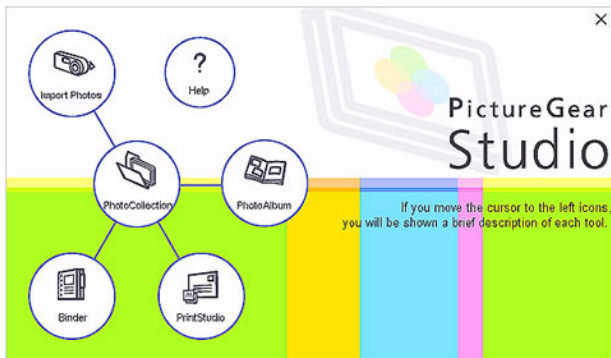 Import Photos
?
Help
PictureGear
Studio
PhotoCollection
PhotoAlbum
If you move the cursor to the left icons,
you will be shown a brief description of each tool.
Binder
PrintStudio